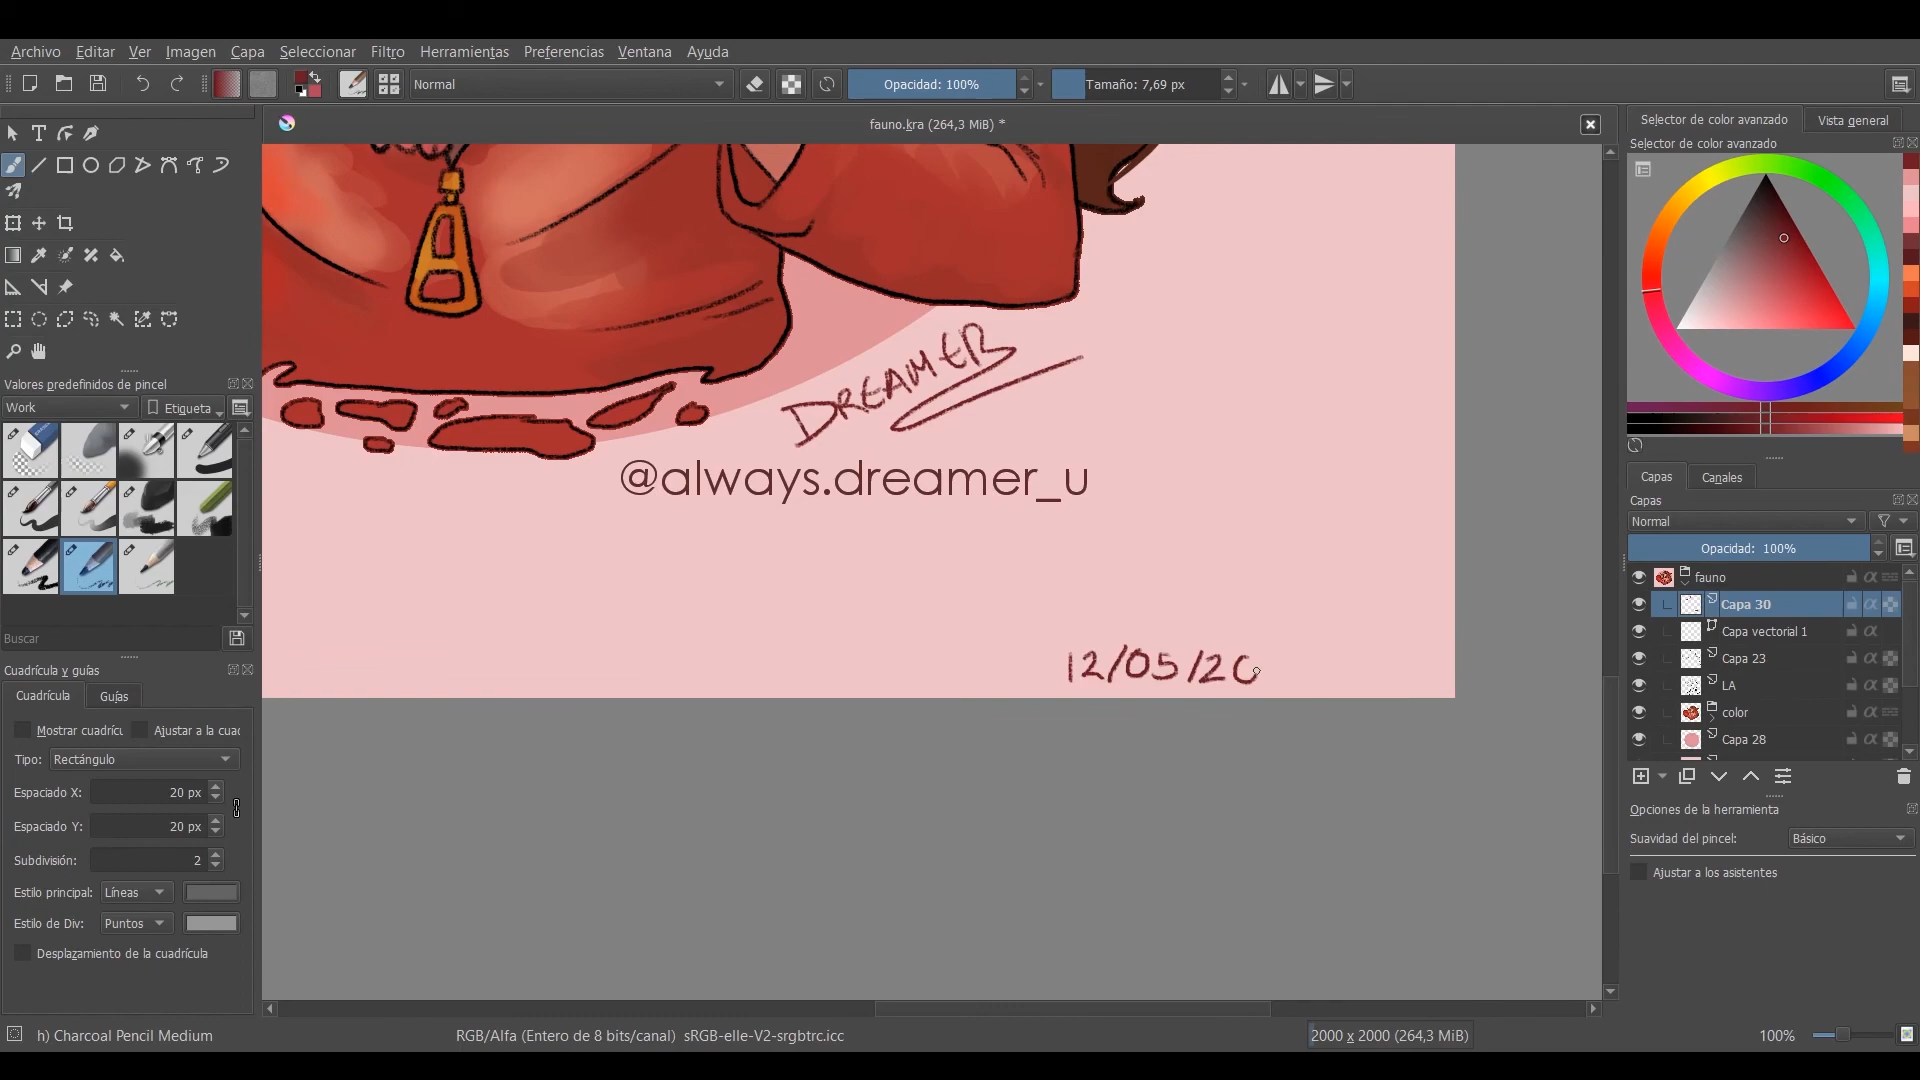 Archivo Editar Ver Imagen Capa Seleccionar Filtro Herramientas Preferencias Ventana Ayuda
Normal Opacidad: 100% Tamaño: 7,69 px
fauno.kra (264,3 MiB) *
Selector de color avanzado Vista general
Selector de color avanzado
DREAMER
@always.dreamer_u
12/05/20
Valores predefinidos de pincel
Work Etiqueta
Buscar
Cuadrícula y guías
Cuadrícula Guías
Mostrar cuadrícu Ajustar a la cuad
Tipo: Rectángulo
Espaciado X: 20 px
Espaciado Y: 20 px
Subdivisión: 2
Estilo principal: Líneas
Estilo de Div: Puntos
Desplazamiento de la cuadrícula
Capas Canales
Capas
Normal
Opacidad: 100%
fauno
Capa 30
Capa vectorial 1
Capa 23
LA
color
Capa 28
Opciones de la herramienta
Suavidad del pincel: Básico
Ajustar a los asistentes
h) Charcoal Pencil Medium RGB/Alfa (Entero de 8 bits/canal) sRGB-elle-V2-srgbtrc.icc 2000 x 2000 (264,3 MiB) 100%